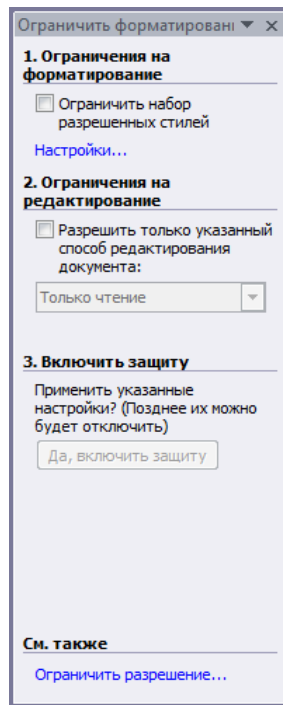 Ограничить форматировани
1. Ограничения на
форматирование
Ограничить набор
разрешенных стилей
Настройки...
2. Ограничения на
редактирование
Разрешить только указанный
способ редактирования
документа:
Только чтение
3. Включить защиту
Применить указанные
настройки? (Позднее их можно
будет отключить)
Да, включить защиту
См. также
Ограничить разрешение...